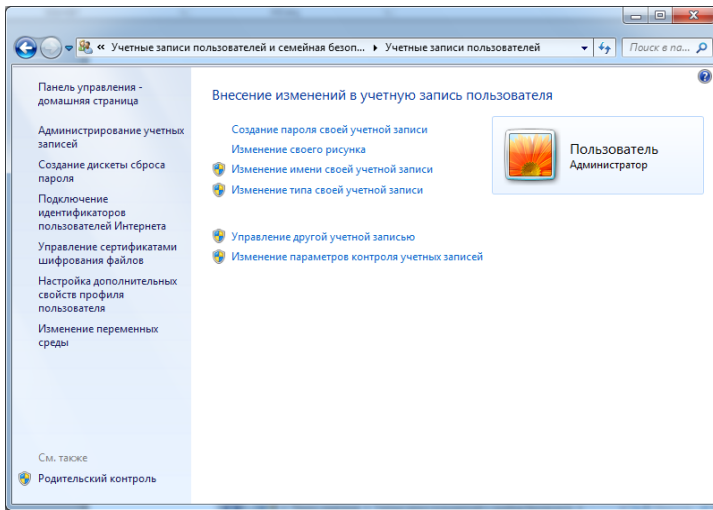 « Учетные записи пользователей и семейная безоп... ▸ Учетные записи пользователей
Поиск в па...
Панель управления -
домашняя страница
Администрирование учетных
записей
Создание дискеты сброса
пароля
Подключение
идентификаторов
пользователей Интернета
Управление сертификатами
шифрования файлов
Настройка дополнительных
свойств профиля
пользователя
Изменение переменных
среды
См. также
Родительский контроль
Внесение изменений в учетную запись пользователя
Создание пароля своей учетной записи
Изменение своего рисунка
Изменение имени своей учетной записи
Изменение типа своей учетной записи
Управление другой учетной записью
Изменение параметров контроля учетных записей
Пользователь
Администратор